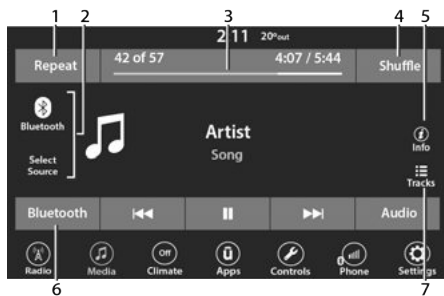 1 2 3 4 5
2 11 20°out
Repeat 42 of 57 4:07 / 5:44 Shuffle
Bluetooth
Select
Source
Artist
Song
Info
Tracks
Bluetooth Audio
Off
Radio Media Climate Apps Controls Phone Settings
6 7